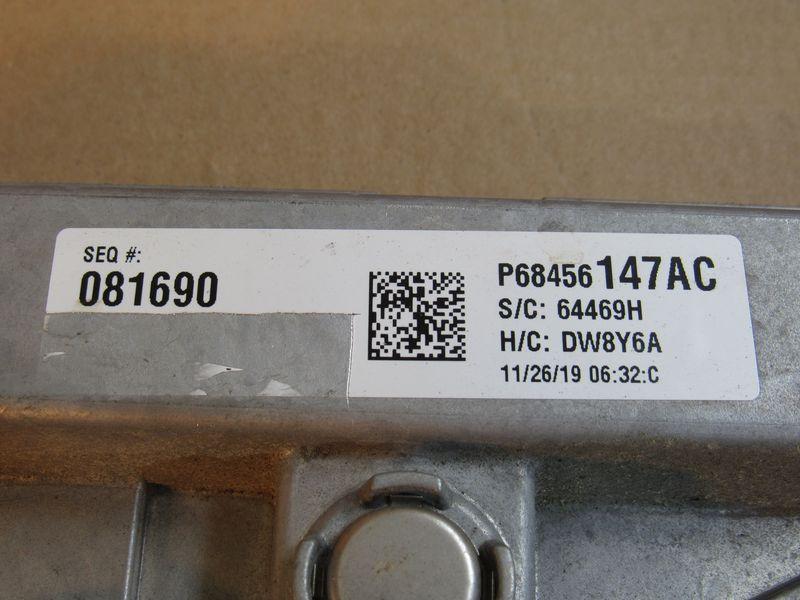 SEQ #:
081690
P68456147AC
S/C: 64469H
H/C: DW8Y6A
11/26/19 06:32:C